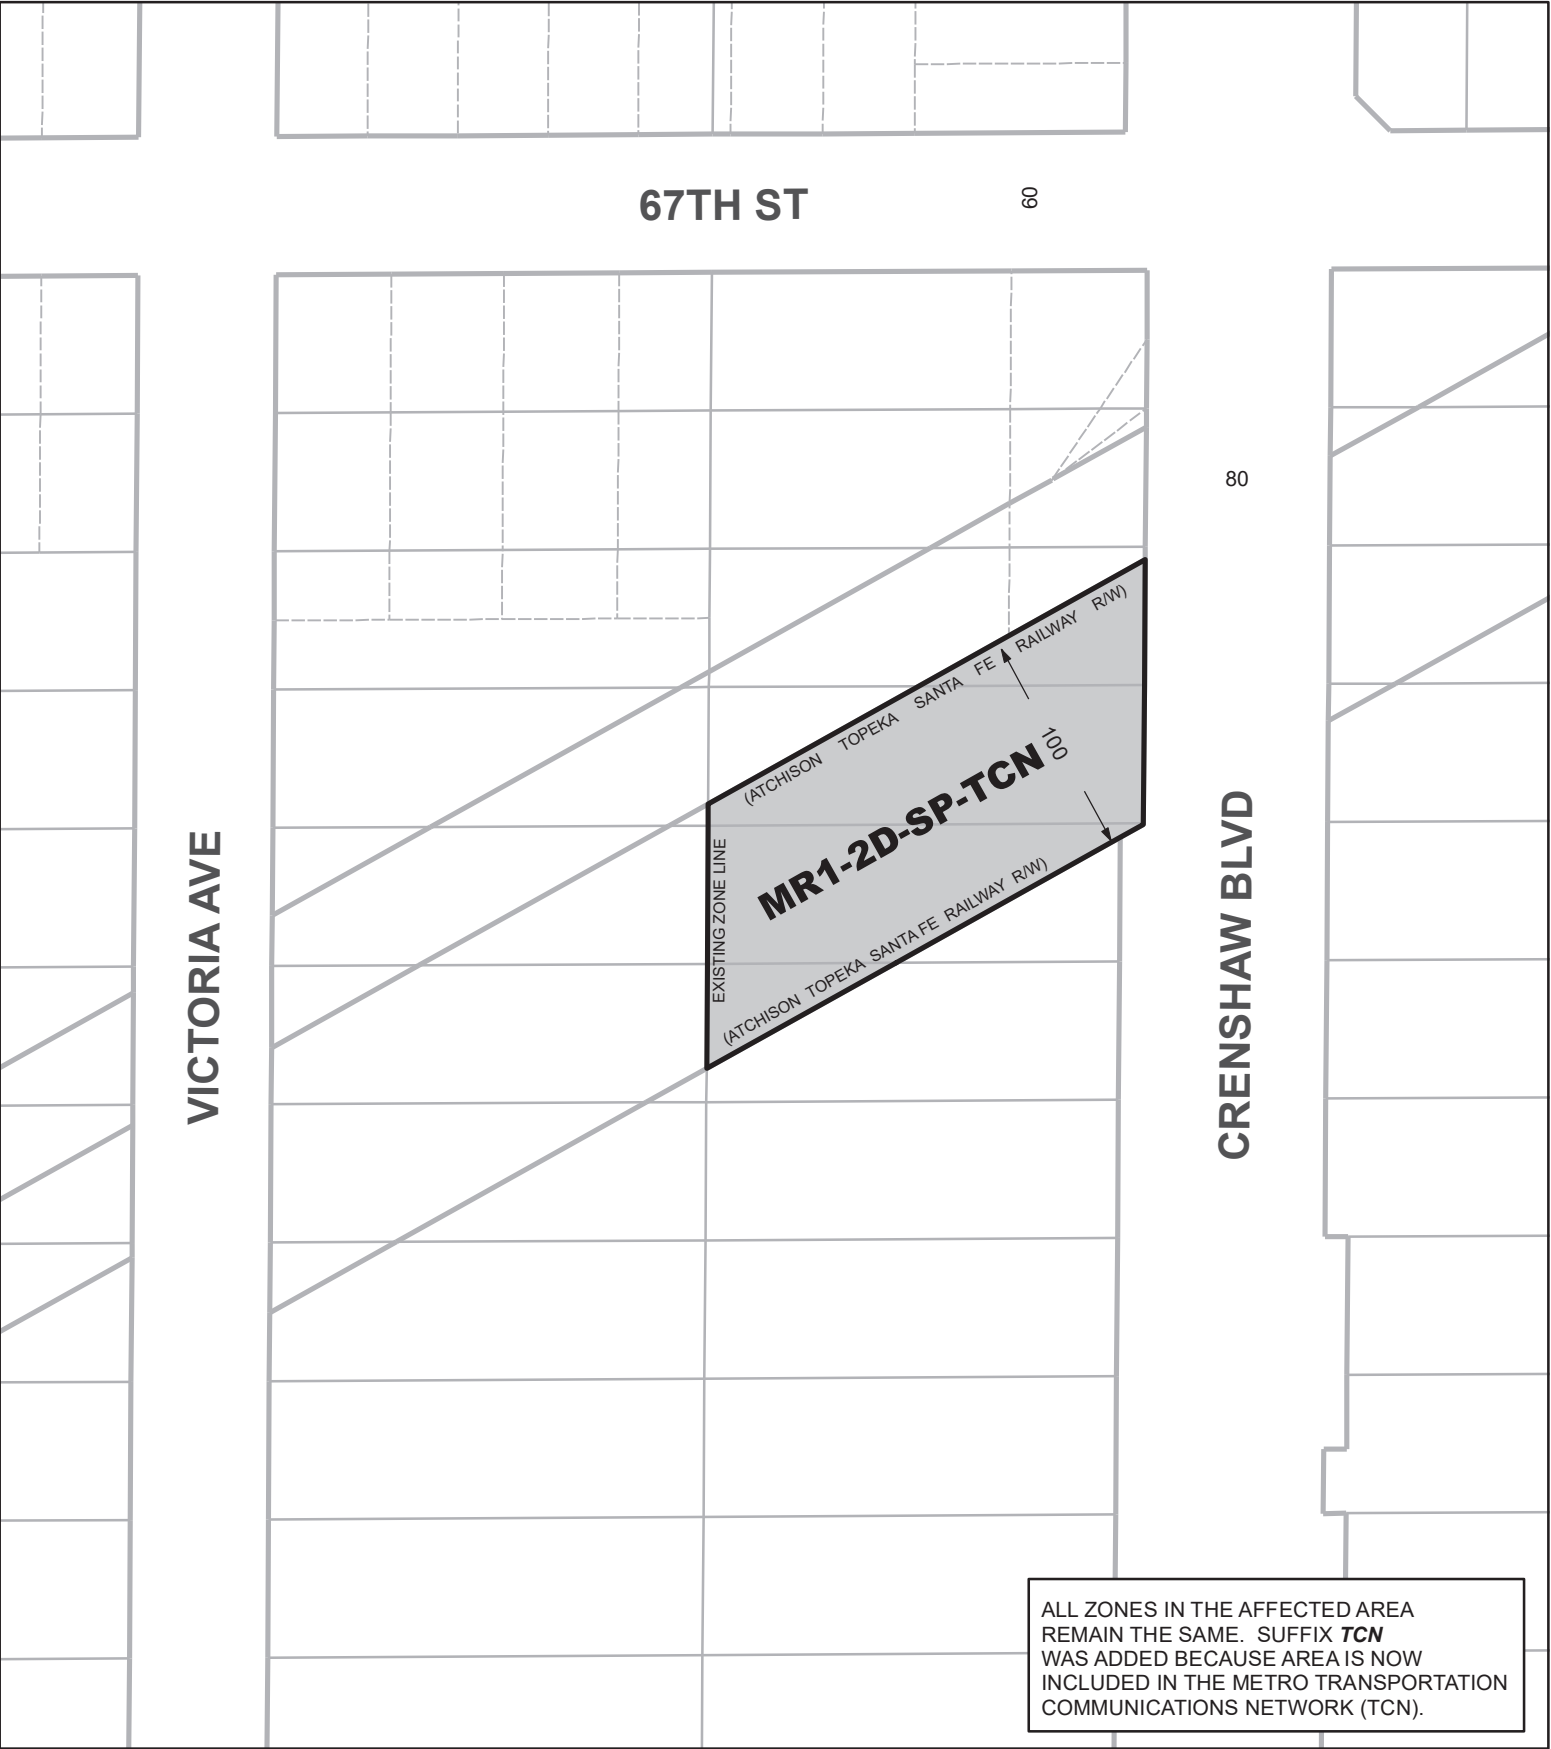 67TH ST
60
80
(ATCHISON TOPEKA SANTA FE RAILWAY R/W)
100
MR1-2D-SP-TCN
EXISTING ZONE LINE
(ATCHISON TOPEKA SANTA FE RAILWAY R/W)
VICTORIA AVE
CRENSHAW BLVD
ALL ZONES IN THE AFFECTED AREA
REMAIN THE SAME. SUFFIX TCN
WAS ADDED BECAUSE AREA IS NOW
INCLUDED IN THE METRO TRANSPORTATION
COMMUNICATIONS NETWORK (TCN).